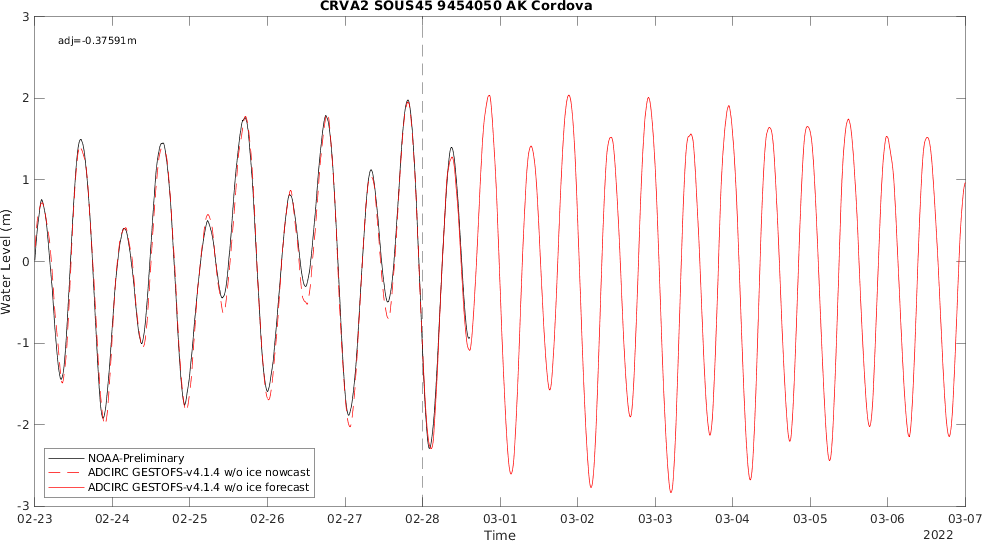 CRVA2 SOUS45 9454050 AK Cordova
adj=-0.37591m
Water Level (m)
3
2
1
0
-1
-2
-3
NOAA-Preliminary
ADCIRC GESTOFS-v4.1.4 w/o ice nowcast
ADCIRC GESTOFS-v4.1.4 w/o ice forecast
02-23 02-24 02-25 02-26 02-27 02-28 03-01 03-02 03-03 03-04 03-05 03-06 03-07
Time
2022